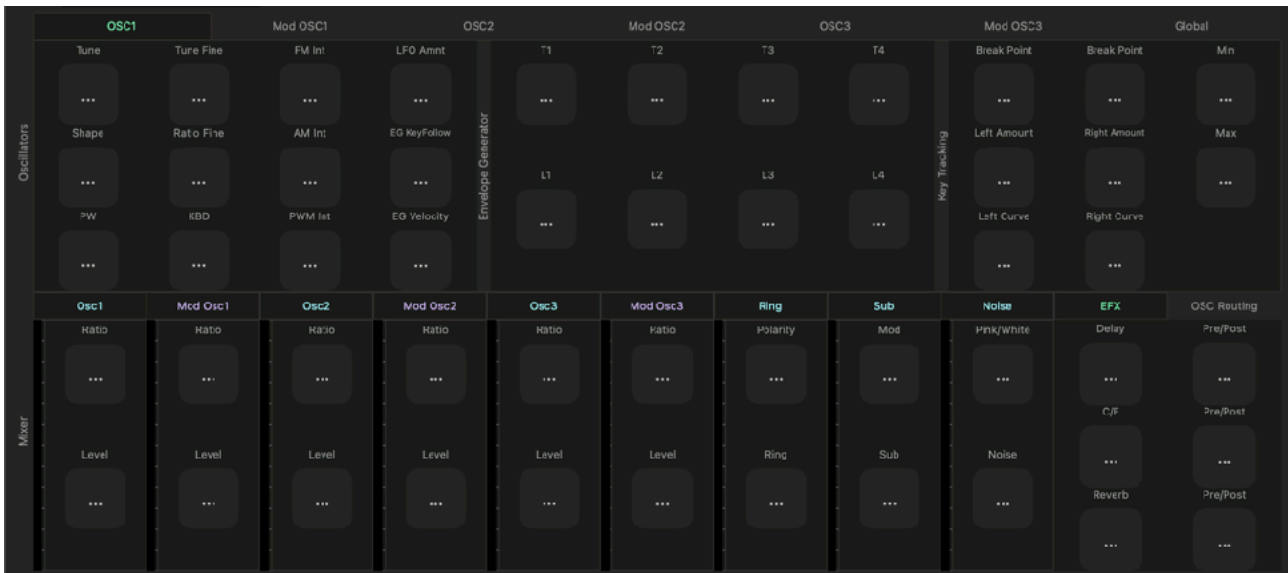 OSC1 Mod OSC1 OSC2 Mod OSC2 OSC3 Mod OSC3 Global
Oscillators
Tune Tune Fine FM Int LFO Amnt
... ... ... ...
Shape Ratio Fine AM Int EG KeyFollow
... ... ... ...
PW KBD PWM Int EG Velocity
... ... ... ...
Envelope Generator
T1 T2 T3 T4
... ... ... ...
L1 L2 L3 L4
... ... ... ...
Key Tracking
Break Point Break Point Min
... ... ...
Left Amount Right Amount Max
... ... ...
Left Curve Right Curve
... ...
Osc1 Mod Osc1 Osc2 Mod Osc2 Osc3 Mod Osc3 Ring Sub Noise EFX OSC Routing
Mixer
Ratio Ratio Ratio Ratio Ratio Ratio Polarity Mod Pink/White Delay Pre/Post
... ... ... ... ... ... ... ... ... ... ...
C/F Pre/Post
... ...
Level Level Level Level Level Level Ring Sub Noise
... ... ... ... ... ... ... ... ...
Reverb Pre/Post
... ...